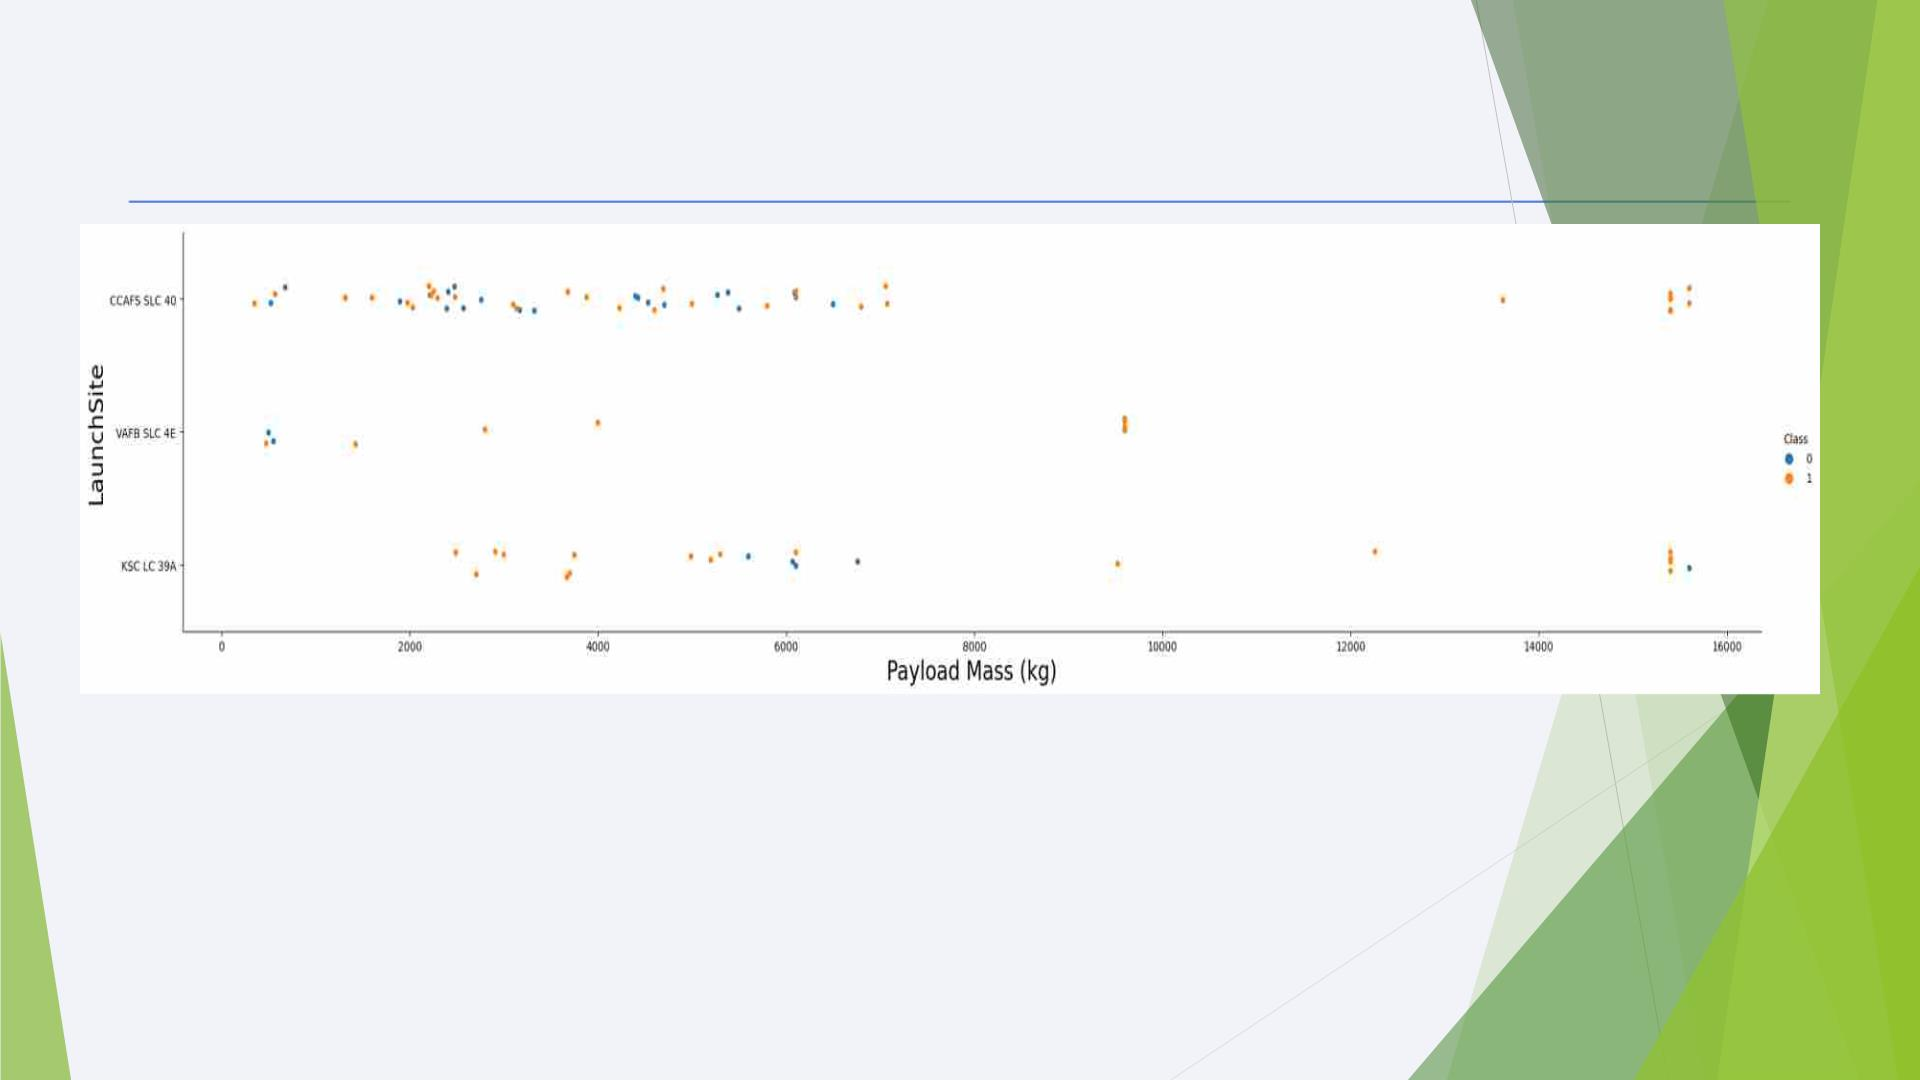 CCAFS SLC 40
VAFB SLC 4E
KSC LC 39A
LaunchSite
0 2000 4000 6000 8000 10000 12000 14000 16000
Payload Mass (kg)
Class
0
1